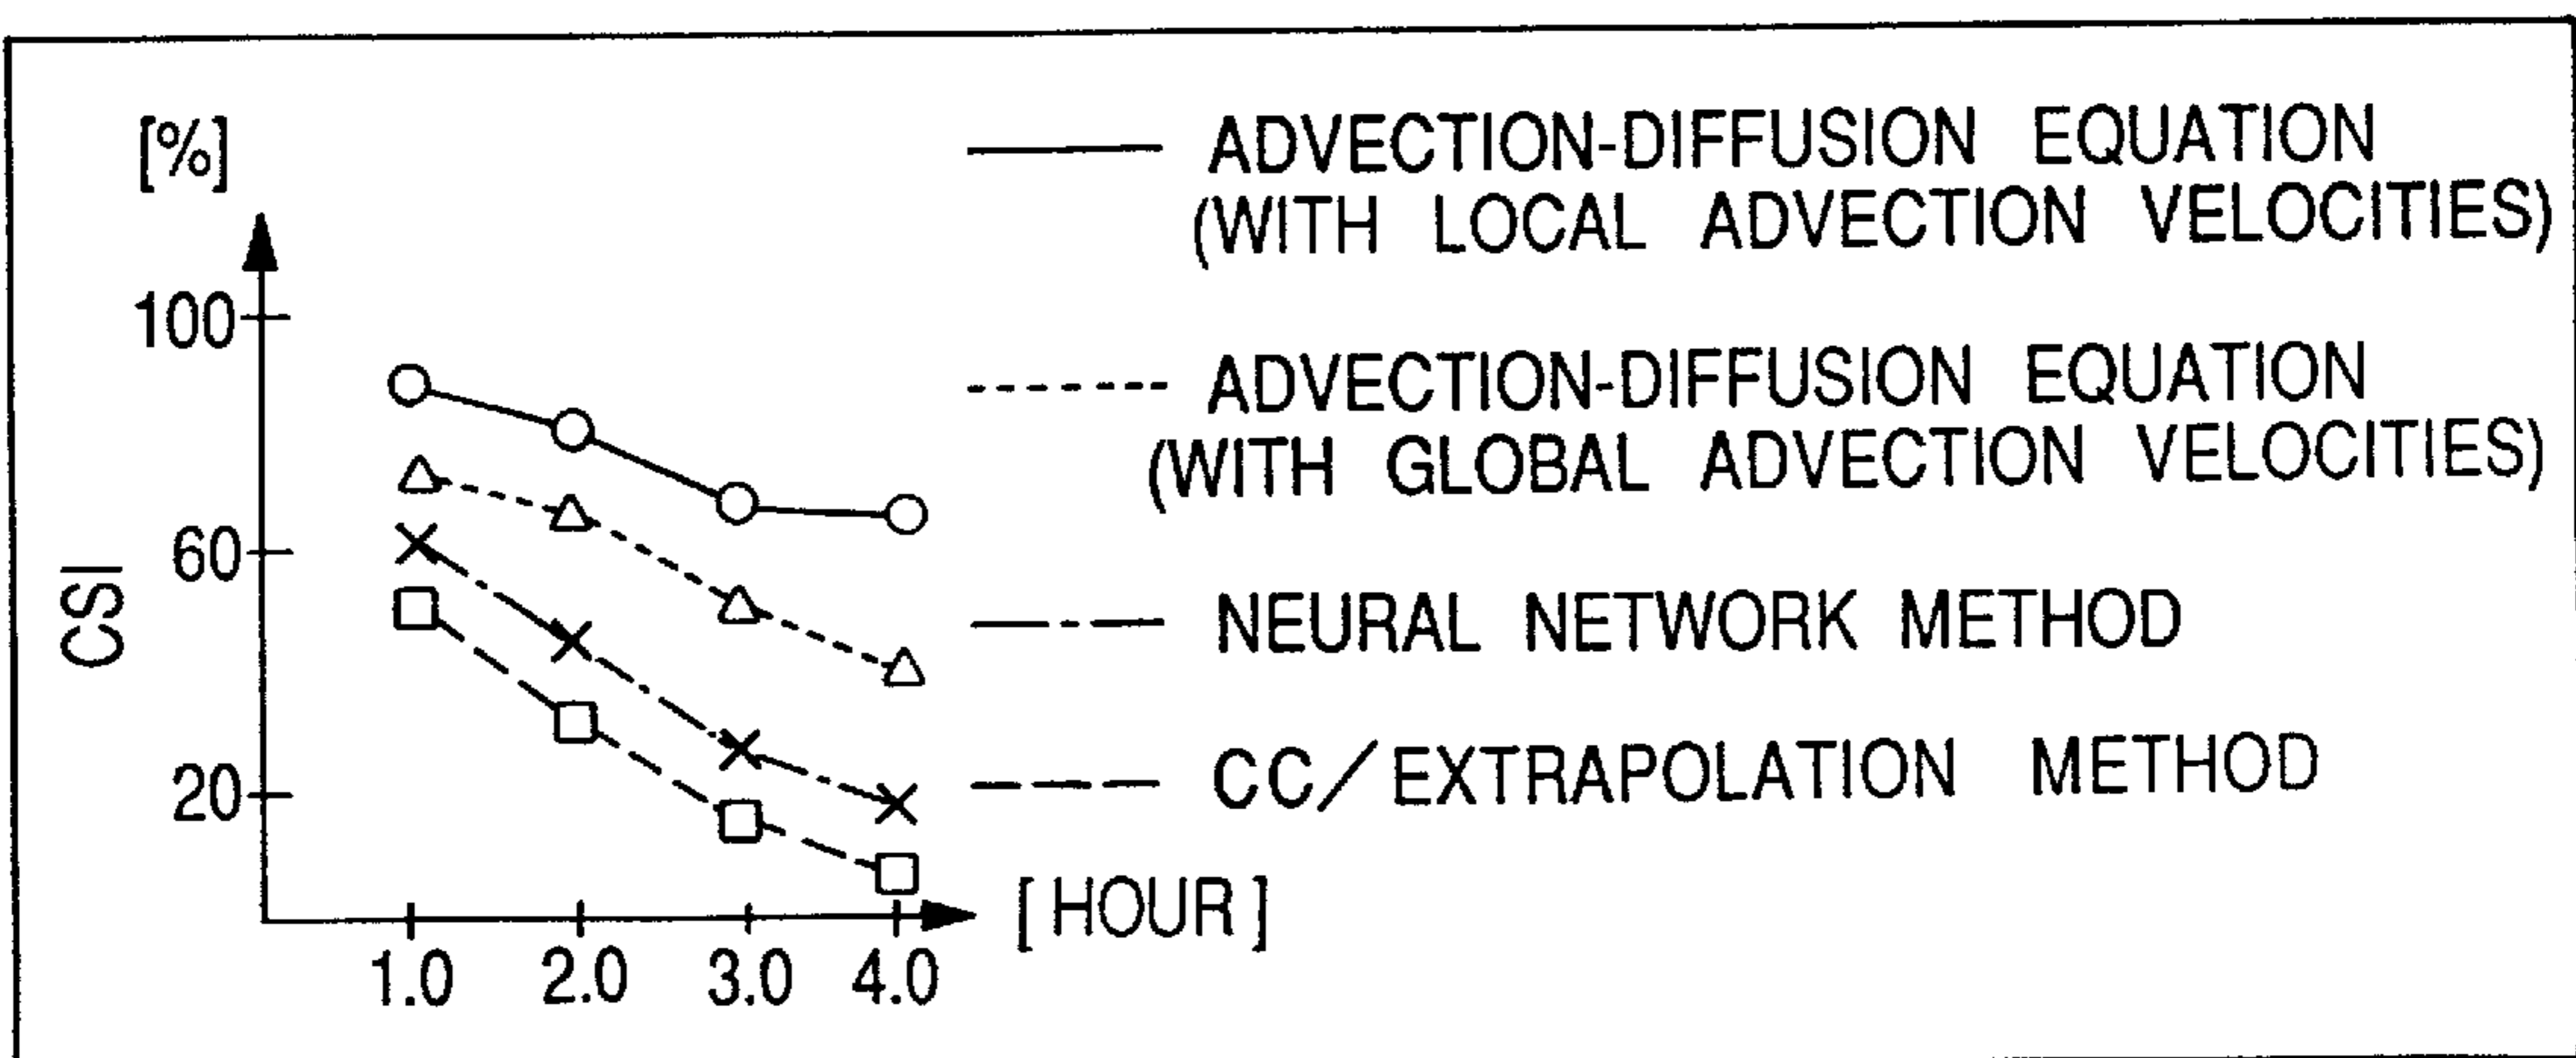 [%]
100
60
20
CSI
1.0 2.0 3.0 4.0
[ HOUR ]
ADVECTION-DIFFUSION EQUATION
(WITH LOCAL ADVECTION VELOCITIES)
ADVECTION-DIFFUSION EQUATION
(WITH GLOBAL ADVECTION VELOCITIES)
NEURAL NETWORK METHOD
CC/EXTRAPOLATION METHOD